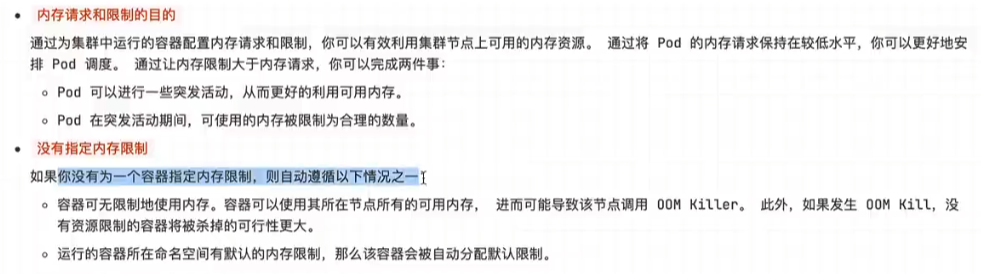 内存请求和限制的目的
通过为集群中运行的容器配置内存请求和限制，你可以有效利用集群节点上可用的内存资源。 通过将 Pod 的内存请求保持在较低水平，你可以更好地安
排 Pod 调度。 通过让内存限制大于内存请求，你可以完成两件事：
Pod 可以进行一些突发活动，从而更好的利用可用内存。
Pod 在突发活动期间，可使用的内存被限制为合理的数量。
没有指定内存限制
如果你没有为一个容器指定内存限制，则自动遵循以下情况之一
容器可无限制地使用内存。容器可以使用其所在节点所有的可用内存， 进而可能导致该节点调用 OOM Killer。 此外，如果发生 OOM Kill，没
有资源限制的容器将被杀掉的可行性更大。
运行的容器所在命名空间有默认的内存限制，那么该容器会被自动分配默认限制。